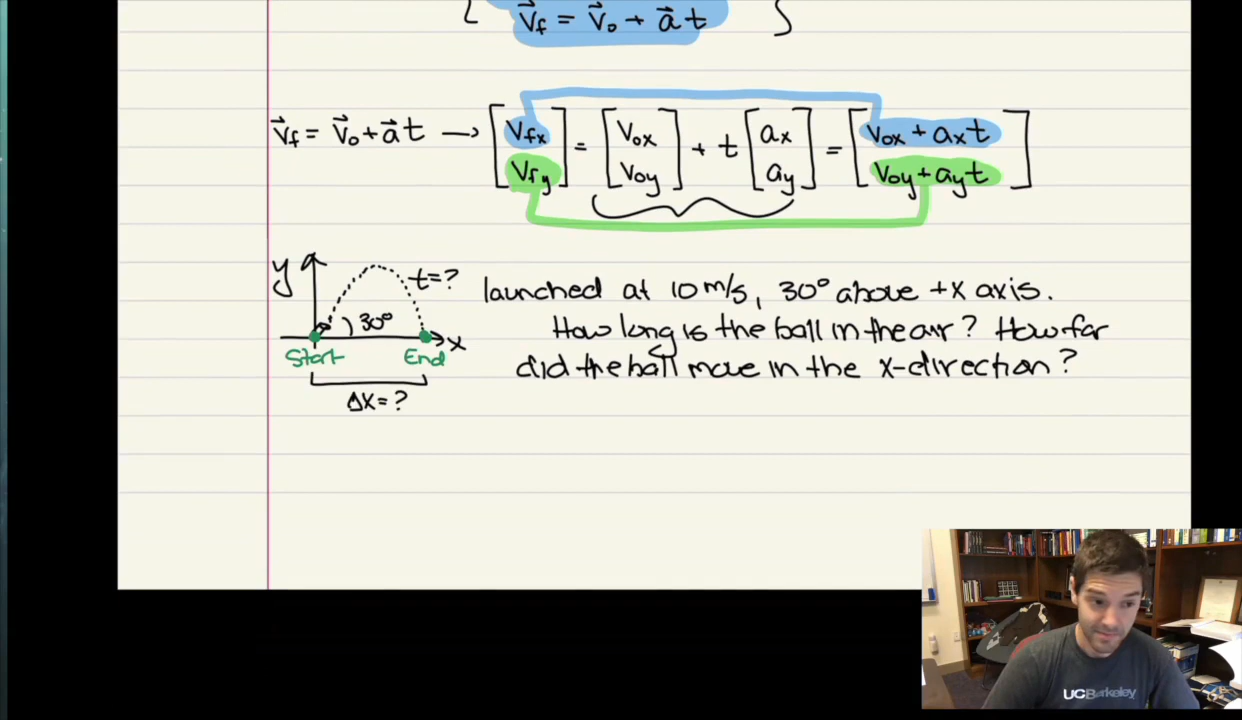 v⃗f = v⃗o + a⃗t
v⃗f = v⃗o + a⃗t → [vfx vfy] = [vox voy] + t [ax ay] = [vox + axt voy + ayt]
y
t=?
launched at 10 m/s, 30° above +x axis.
30°
How long is the ball in the air? How far
x
Start
End
did the ball move in the x-direction?
Δx = ?
UC Berkeley